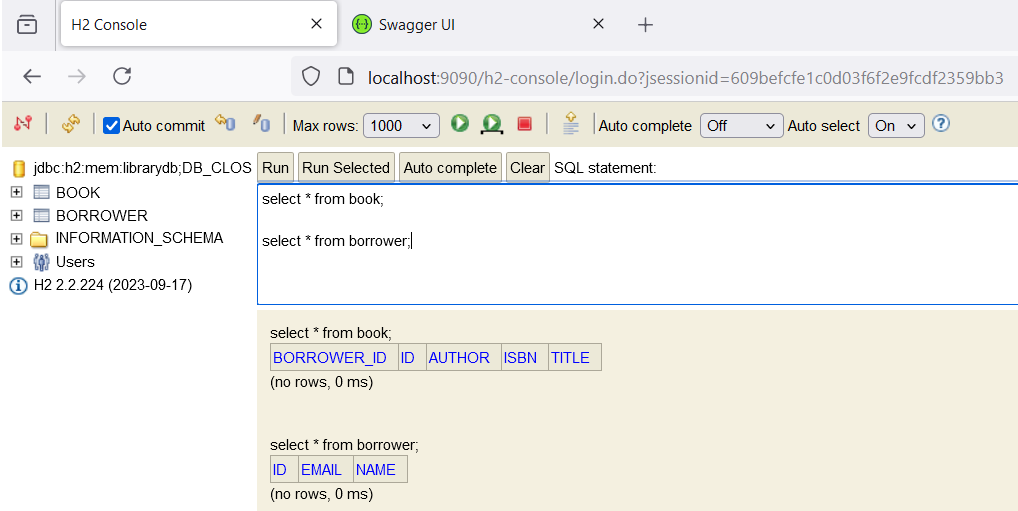 H2 Console
Swagger UI
localhost:9090/h2-console/login.do?jsessionid=609befcfe1c0d03f6f2e9fcdf2359bb3
Auto commit Max rows: 1000 Auto complete Off Auto select On
jdbc:h2:mem:librarydb;DB_CLOS
BOOK
BORROWER
INFORMATION_SCHEMA
Users
H2 2.2.224 (2023-09-17)
Run Run Selected Auto complete Clear SQL statement:
select * from book;
select * from borrower;
select * from book;
BORROWER_ID ID AUTHOR ISBN TITLE
(no rows, 0 ms)
select * from borrower;
ID EMAIL NAME
(no rows, 0 ms)